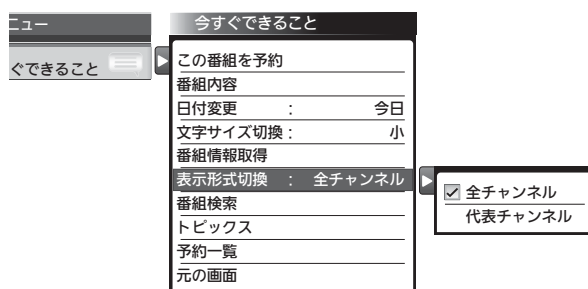 ニュー
ぐできること
今すぐできること
この番組を予約
番組内容
日付変更 : 今日
文字サイズ切換 : 小
番組情報取得
表示形式切換 : 全チャンネル
番組検索
トピックス
予約一覧
元の画面
全チャンネル
代表チャンネル